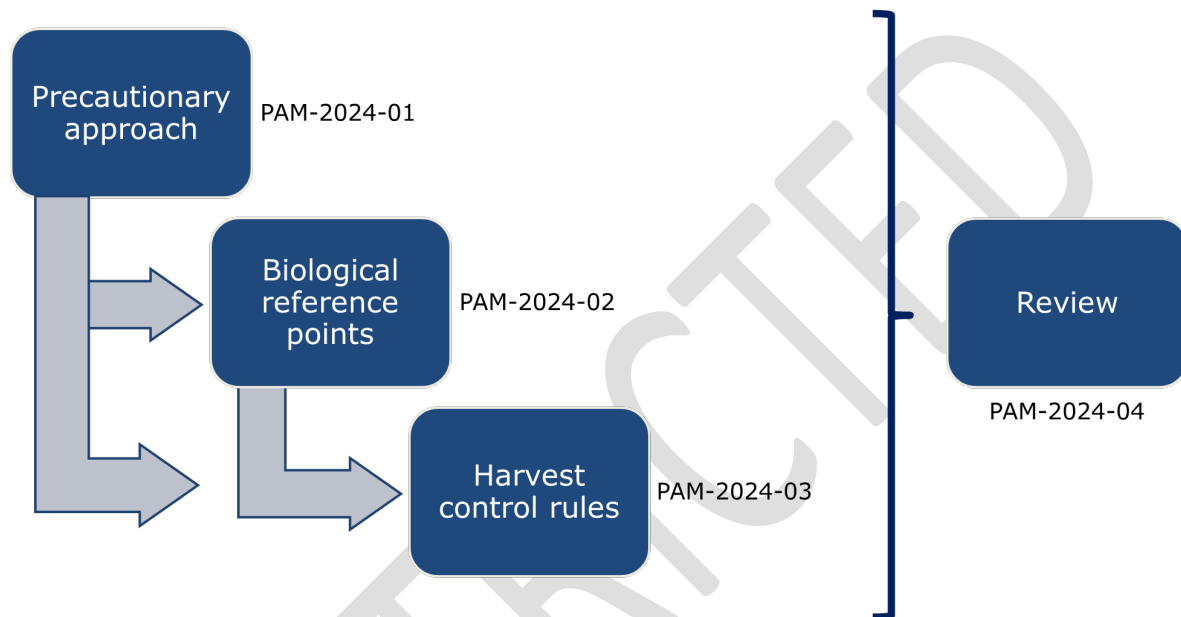 Precautionary
approach
PAM-2024-01
Biological
reference
points
PAM-2024-02
Harvest
control rules
PAM-2024-03
Review
PAM-2024-04